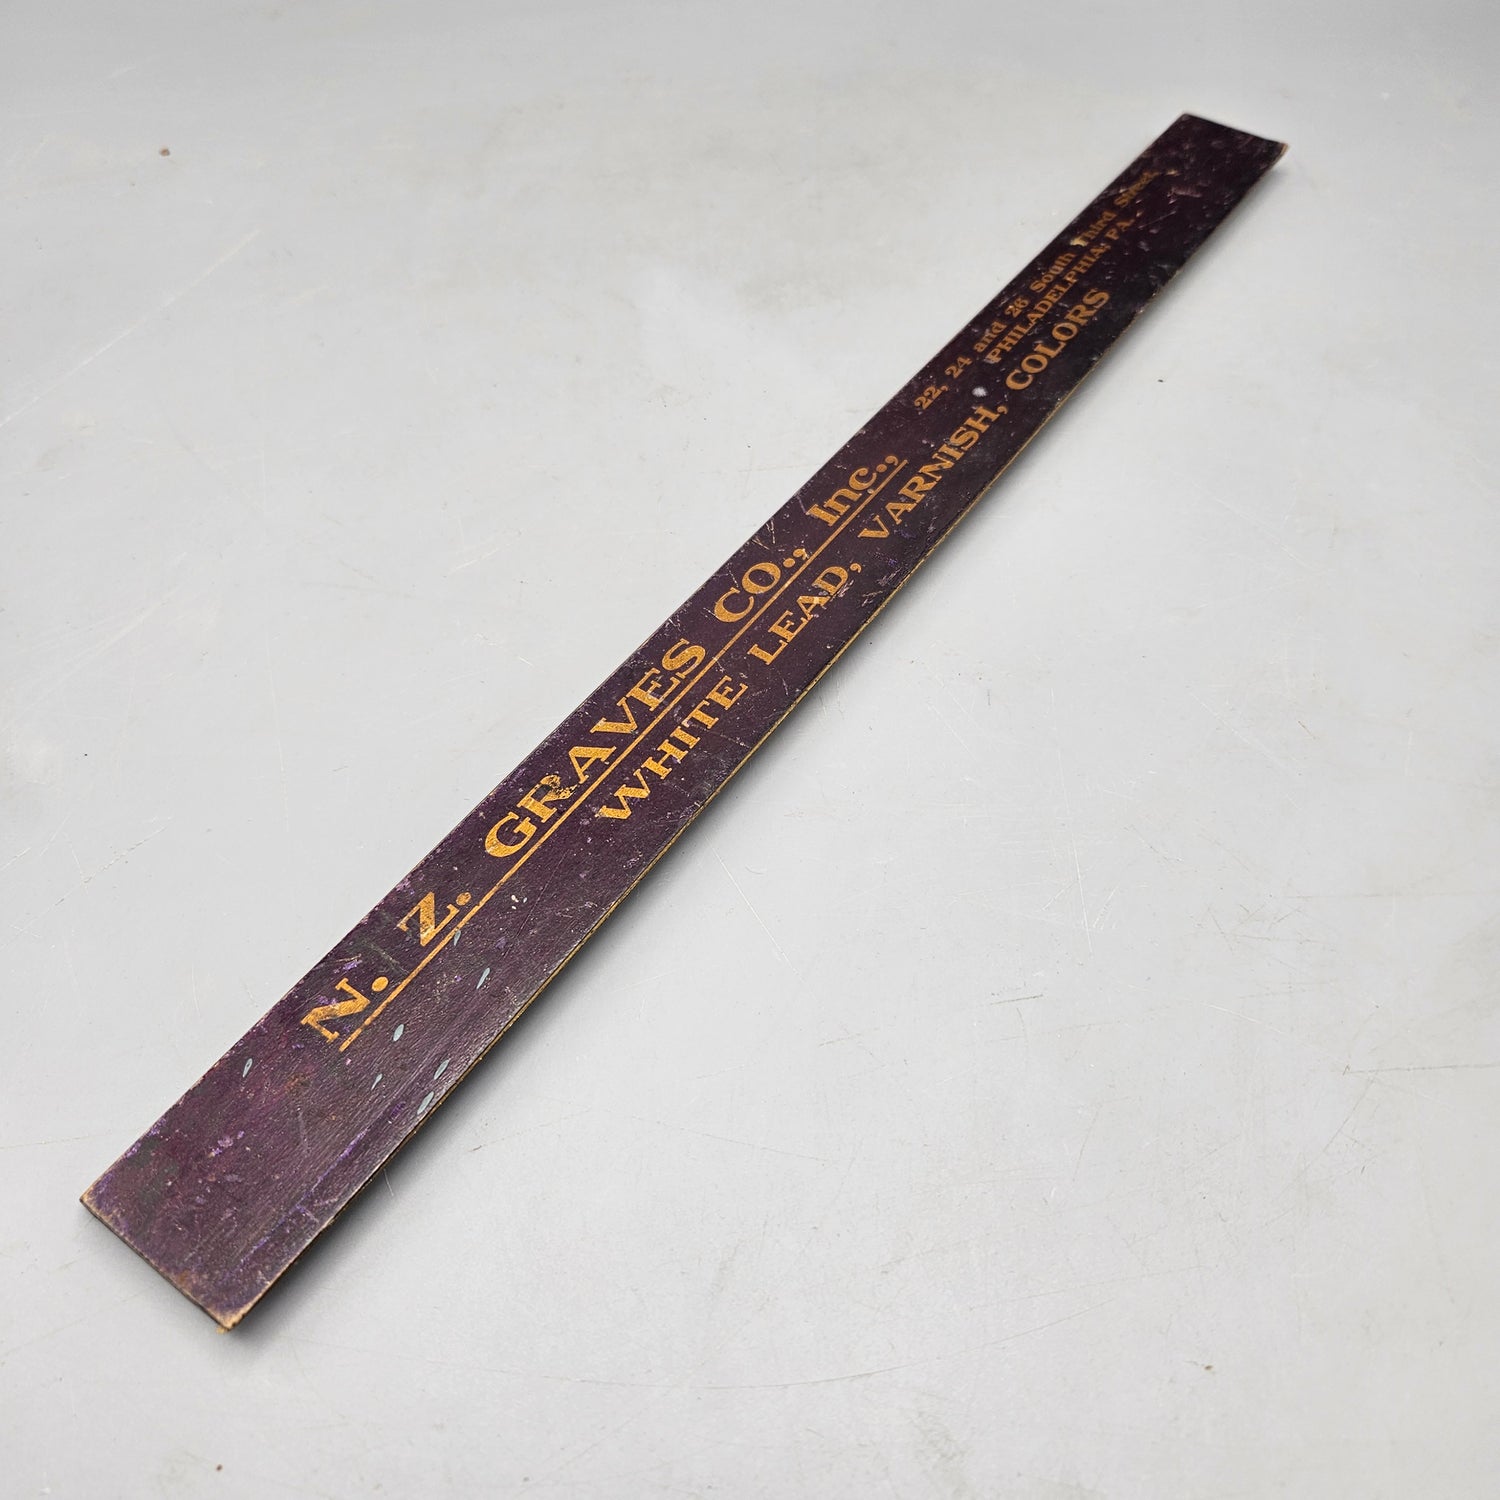 N. Z. GRAVES CO., Inc.,
22, 24 and 26 South Third Street
PHILADELPHIA, PA.
WHITE LEAD, VARNISH, COLORS